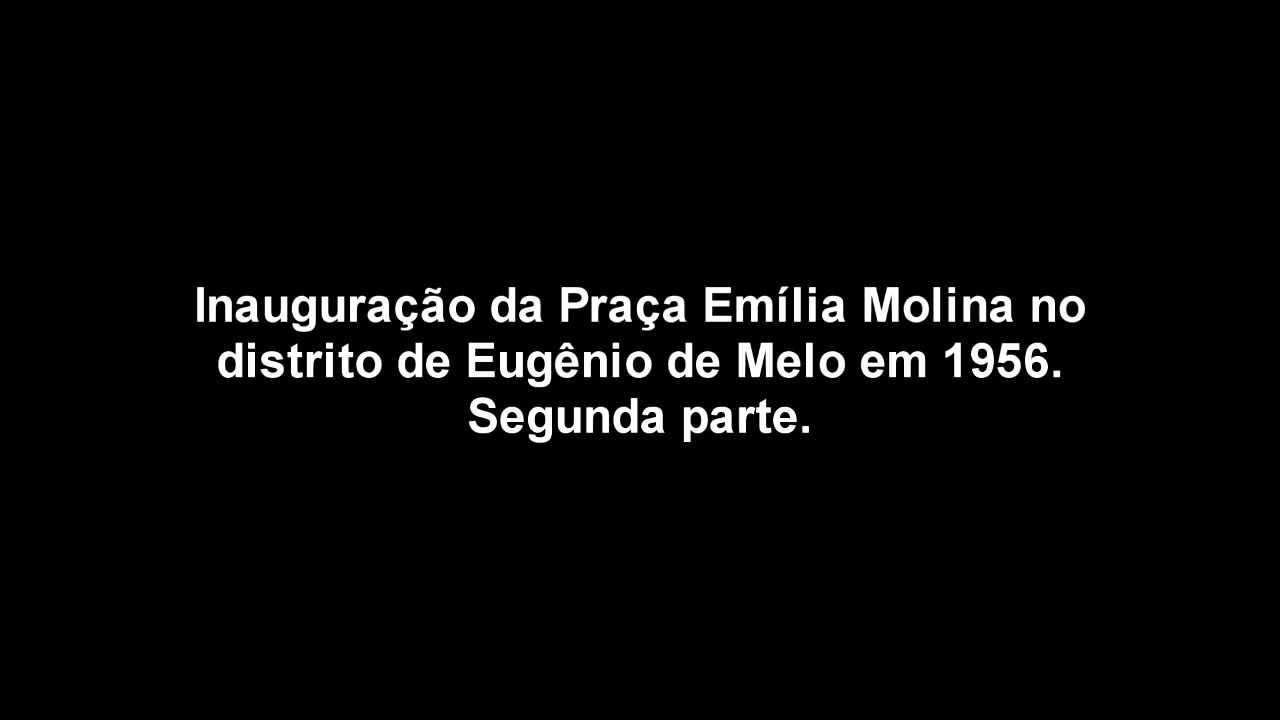 Inauguração da Praça Emília Molina no
distrito de Eugênio de Melo em 1956.
Segunda parte.